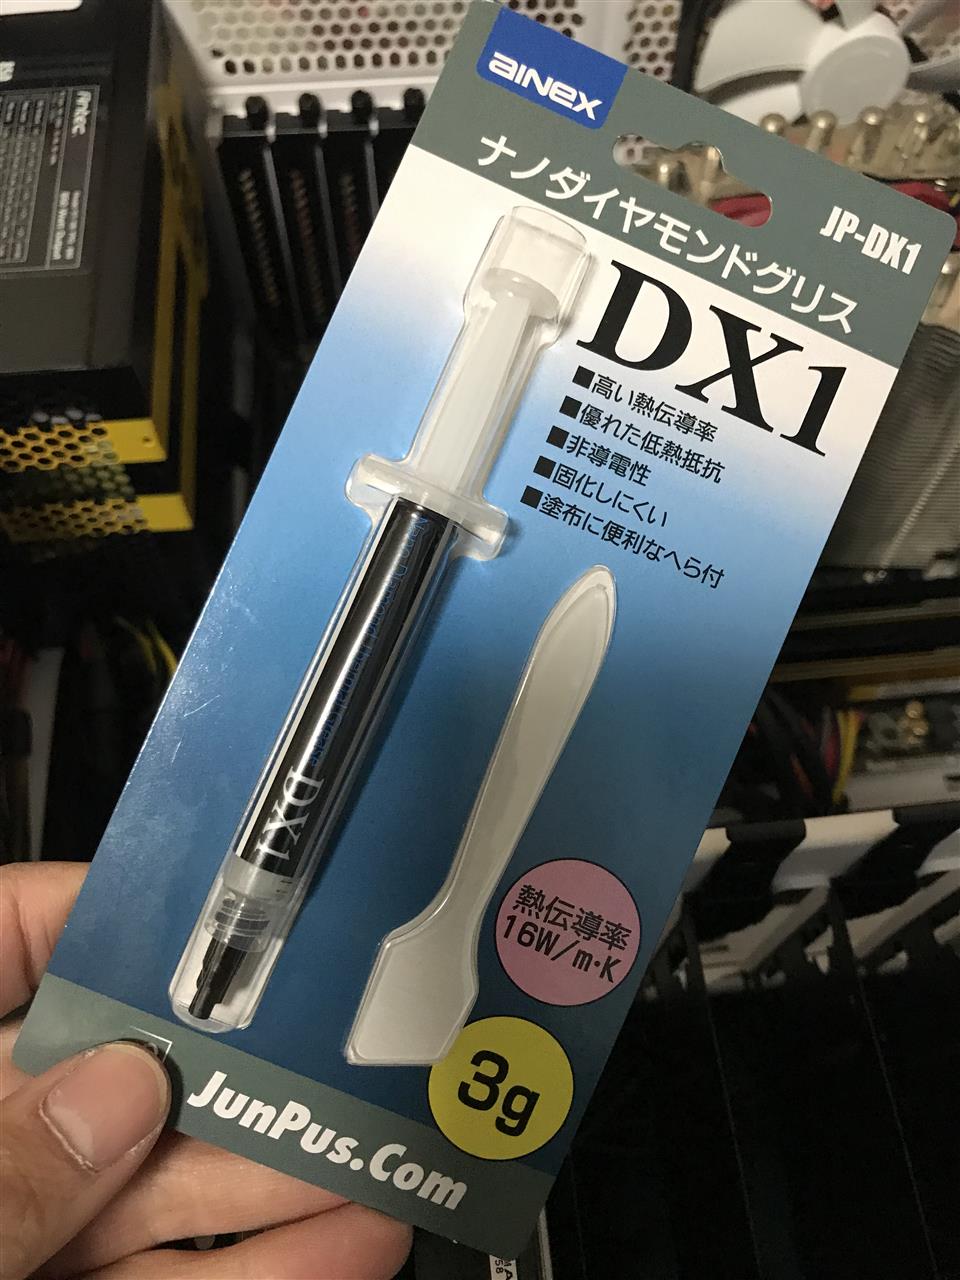 AINEX
ナノダイヤモンドグリス
JP-DX1
DX1
■高い熱伝導率
■優れた低熱抵抗
■非導電性
■固化しにくい
■塗布に便利なへら付
DX1
熱伝導率
16W/m·K
3g
JunPus.Com
Antec